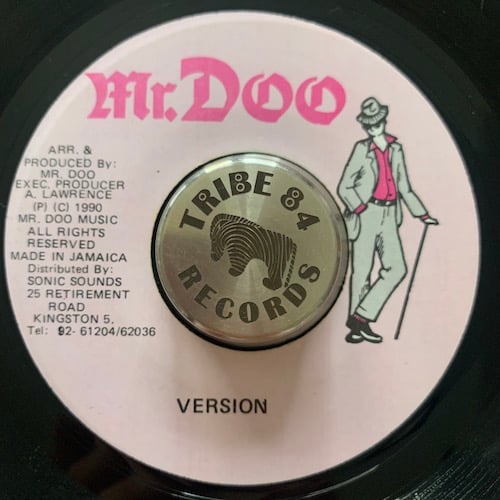 Mr. Doo
ARR. &
PRODUCED By:
MR. DOO
EXEC. PRODUCER
A. LAWRENCE
(P) (C) 1990
MR. DOO MUSIC
ALL RIGHTS
RESERVED
MADE IN JAMAICA
Distributed By:
SONIC SOUNDS
25 RETIREMENT
ROAD
KINGSTON 5.
Tel: 92- 61204/62036
TRIBE 84
RECORDS
VERSION